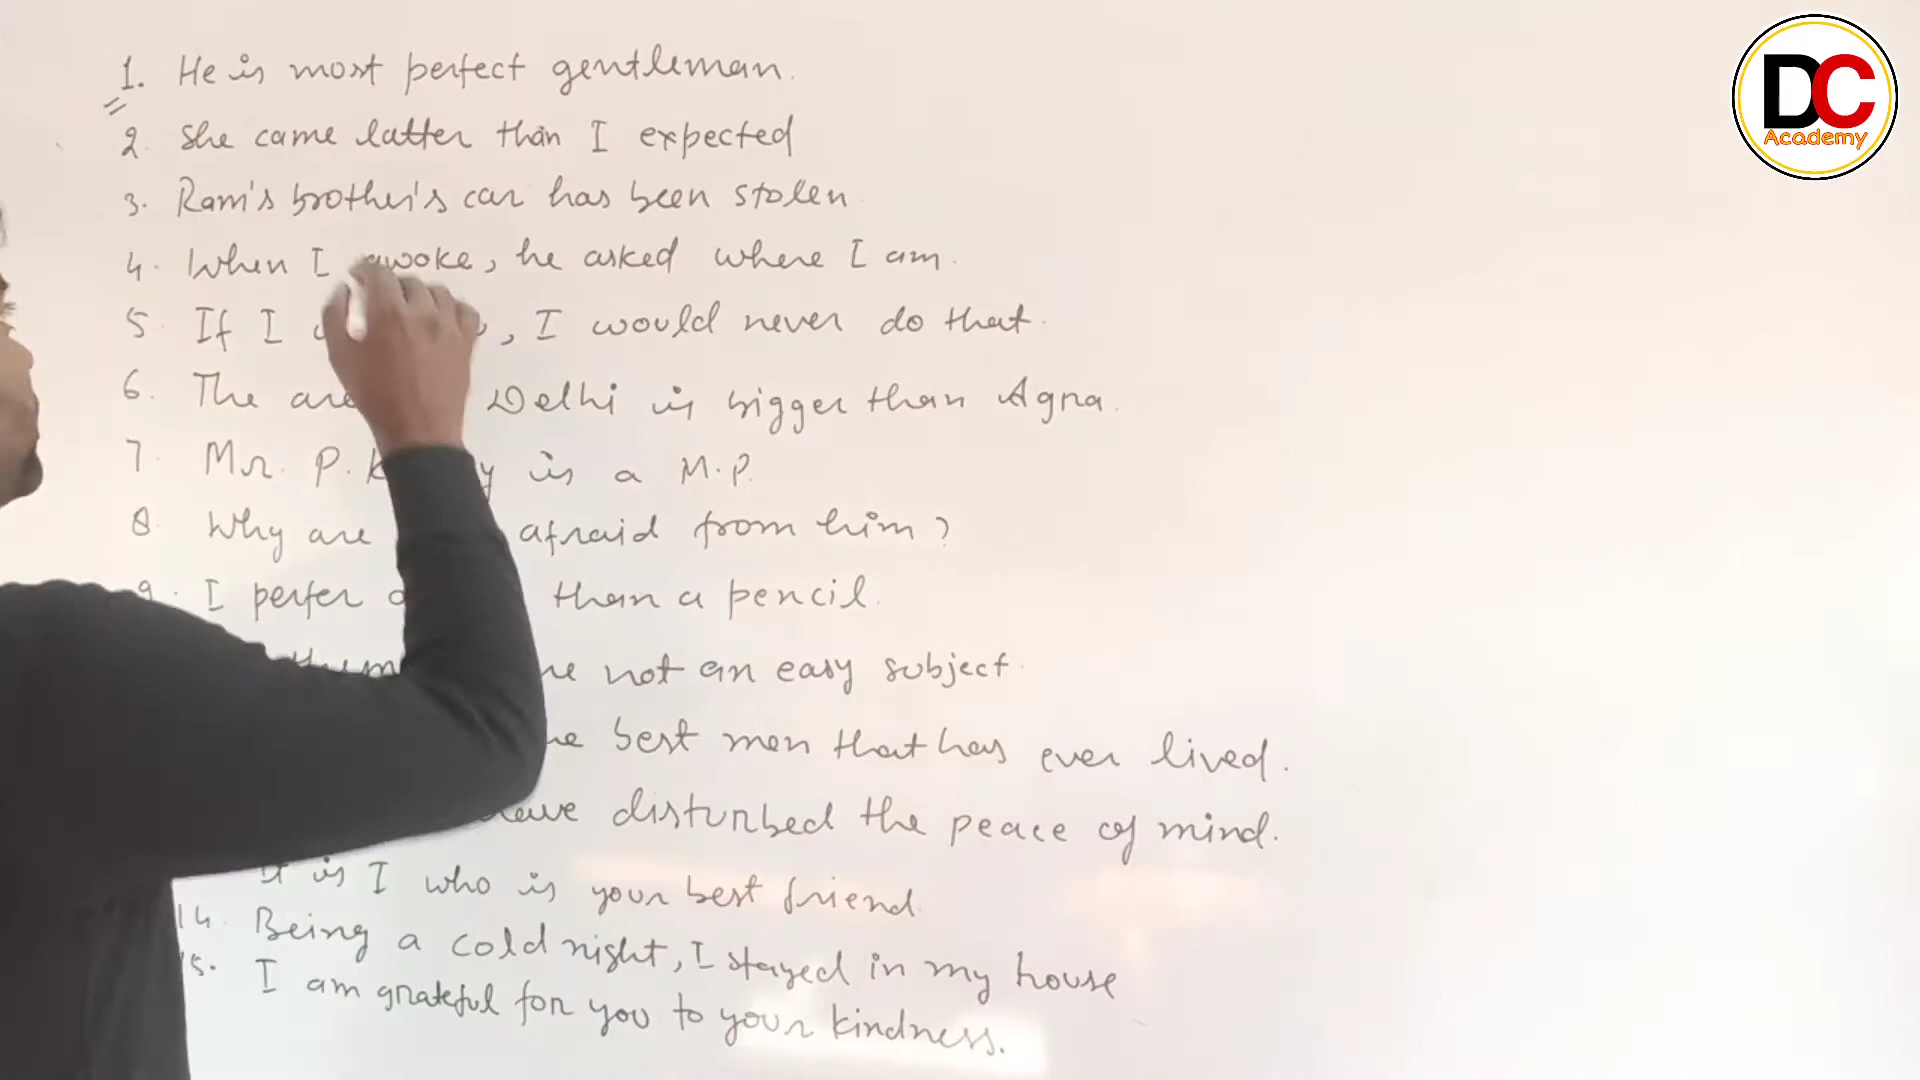 1. He is most perfect gentleman.
2. She came latter than I expected
3. Ram's brother's car has been stolen.
4. When I awoke, he asked where I am.
5. If I , I would never do that.
6. The Delhi is bigger than Agra.
7. Mr. P. is a M.P.
8. Why are afraid from him?
9. I perfer than a pencil.
not an easy subject.
best men that has ever lived.
disturbed the peace of mind.
It is I who is your best friend.
14. Being a cold night, I stayed in my house
15. I am grateful for you to your kindness.
DC
Academy